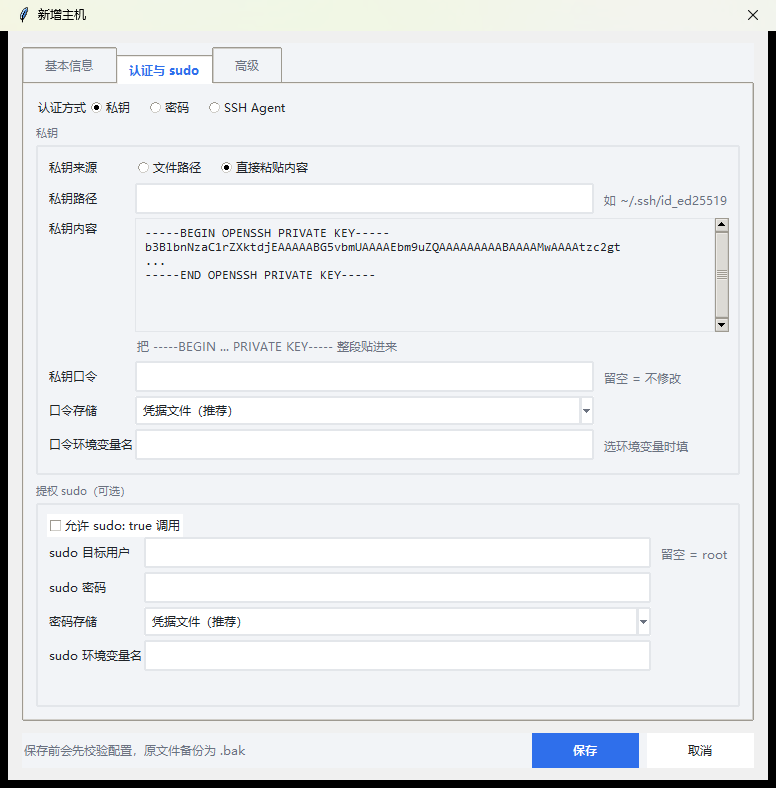 新增主机
基本信息 认证与 sudo 高级
认证方式 私钥 密码 SSH Agent
私钥
私钥来源 文件路径 直接粘贴内容
私钥路径 如 ~/.ssh/id_ed25519
私钥内容 -----BEGIN OPENSSH PRIVATE KEY-----
b3BlbnNzaC1rZXktdjEAAAAABG5vbmUAAAAEbm9uZQAAAAAAAAABAAAAMwAAAAtzc2gt
...
-----END OPENSSH PRIVATE KEY-----
把 -----BEGIN ... PRIVATE KEY----- 整段贴进来
私钥口令 留空 = 不修改
口令存储 凭据文件（推荐）
口令环境变量名 选环境变量时填
提权 sudo（可选）
允许 sudo: true 调用
sudo 目标用户 留空 = root
sudo 密码
密码存储 凭据文件（推荐）
sudo 环境变量名
保存前会先校验配置，原文件备份为 .bak 保存 取消